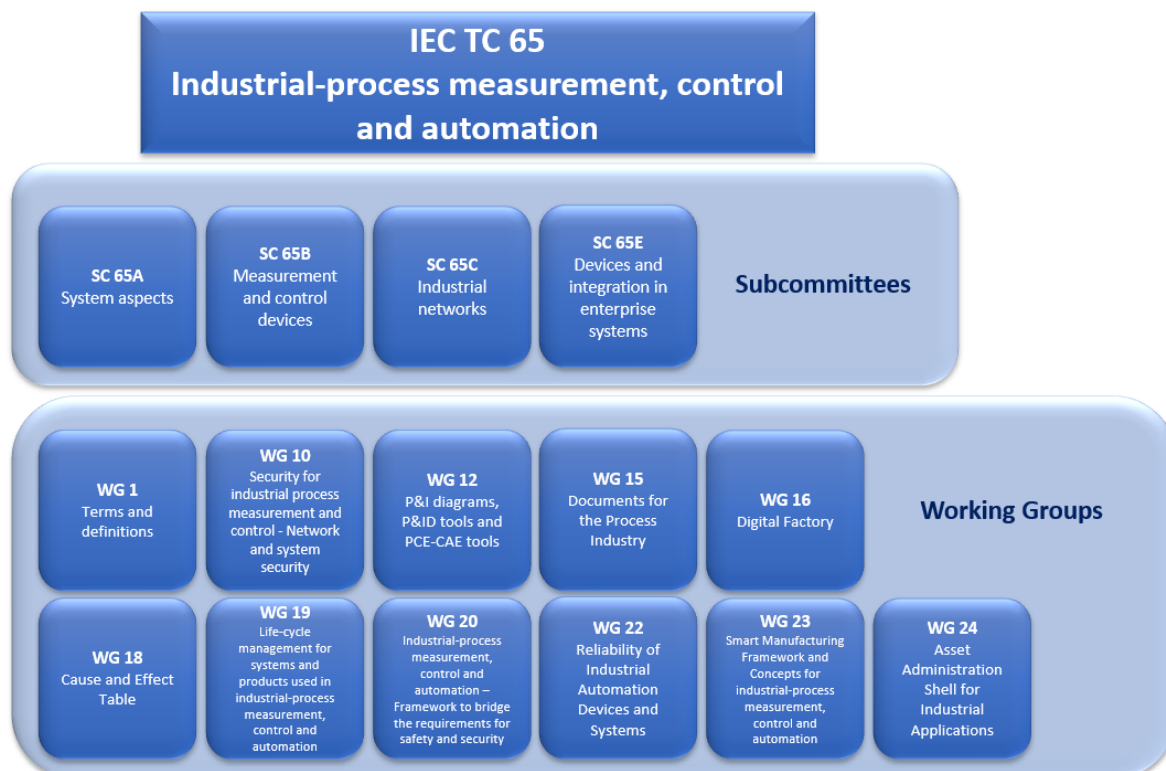 IEC TC 65
Industrial-process measurement, control
and automation
SC 65A
System aspects
SC 65B
Measurement
and control
devices
SC 65C
Industrial
networks
SC 65E
Devices and
integration in
enterprise
systems
Subcommittees
WG 1
Terms and
definitions
WG 10
Security for
industrial process
measurement and
control - Network
and system
security
WG 12
P&I diagrams,
P&ID tools and
PCE-CAE tools
WG 15
Documents for
the Process
Industry
WG 16
Digital Factory
Working Groups
WG 18
Cause and Effect
Table
WG 19
Life-cycle
management for
systems and
products used in
industrial-process
measurement,
control and
automation
WG 20
Industrial-process
measurement,
control and
automation –
Framework to bridge
the requirements for
safety and security
WG 22
Reliability of
Industrial
Automation
Devices and
Systems
WG 23
Smart Manufacturing
Framework and
Concepts for
industrial-process
measurement,
control and
automation
WG 24
Asset
Administration
Shell for
Industrial
Applications